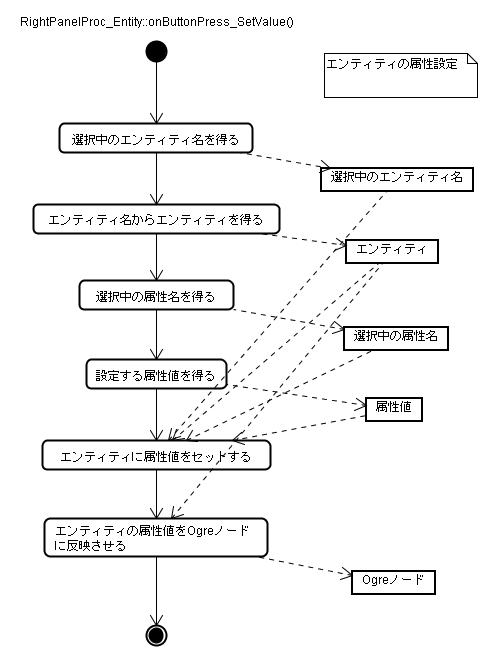 RightPanelProc_Entity::onButtonPress_SetValue()
エンティティの属性設定
選択中のエンティティ名を得る
選択中のエンティティ名
エンティティ名からエンティティを得る
エンティティ
選択中の属性名を得る
選択中の属性名
設定する属性値を得る
属性値
エンティティに属性値をセットする
エンティティの属性値をOgreノード
に反映させる
Ogreノード